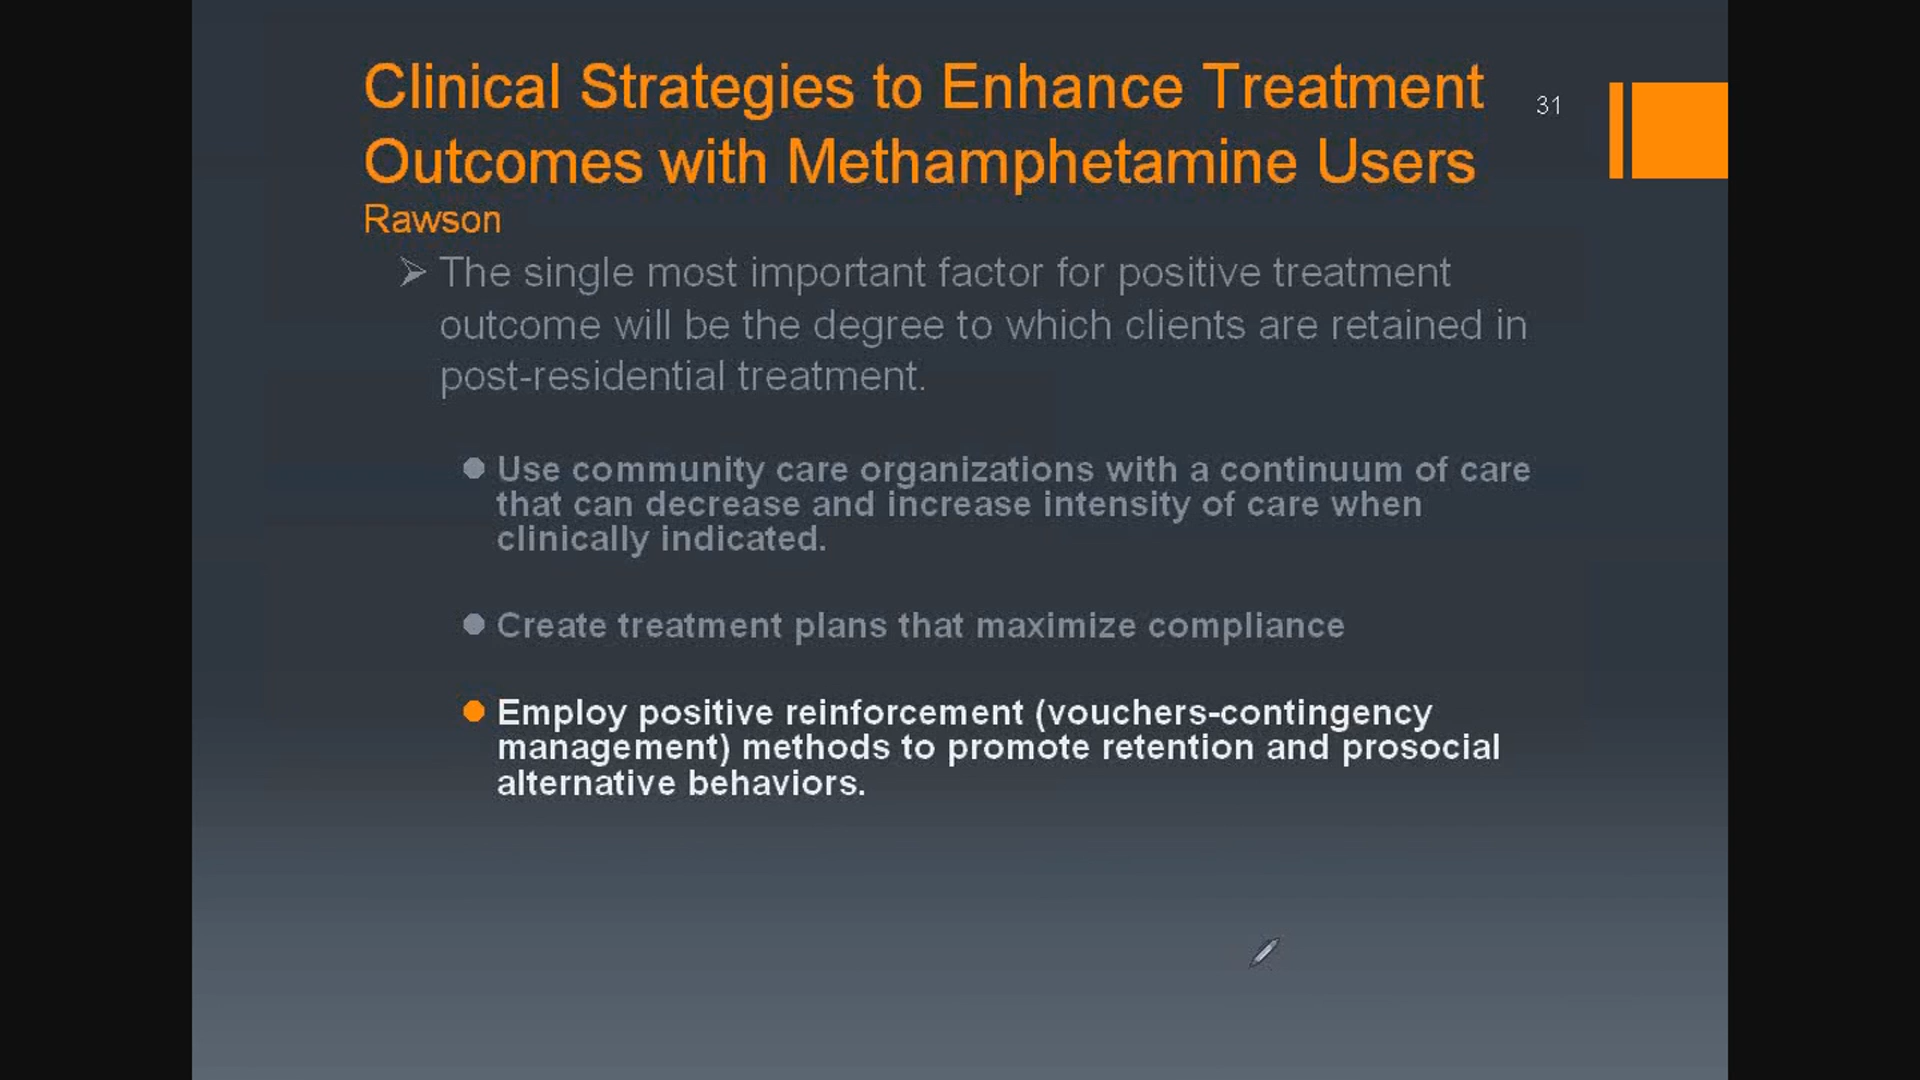 Clinical Strategies to Enhance Treatment
31
Outcomes with Methamphetamine Users
Rawson
The single most important factor for positive treatment
outcome will be the degree to which clients are retained in
post-residential treatment.
Use community care organizations with a continuum of care
that can decrease and increase intensity of care when
clinically indicated.
Create treatment plans that maximize compliance
Employ positive reinforcement (vouchers-contingency
management) methods to promote retention and prosocial
alternative behaviors.